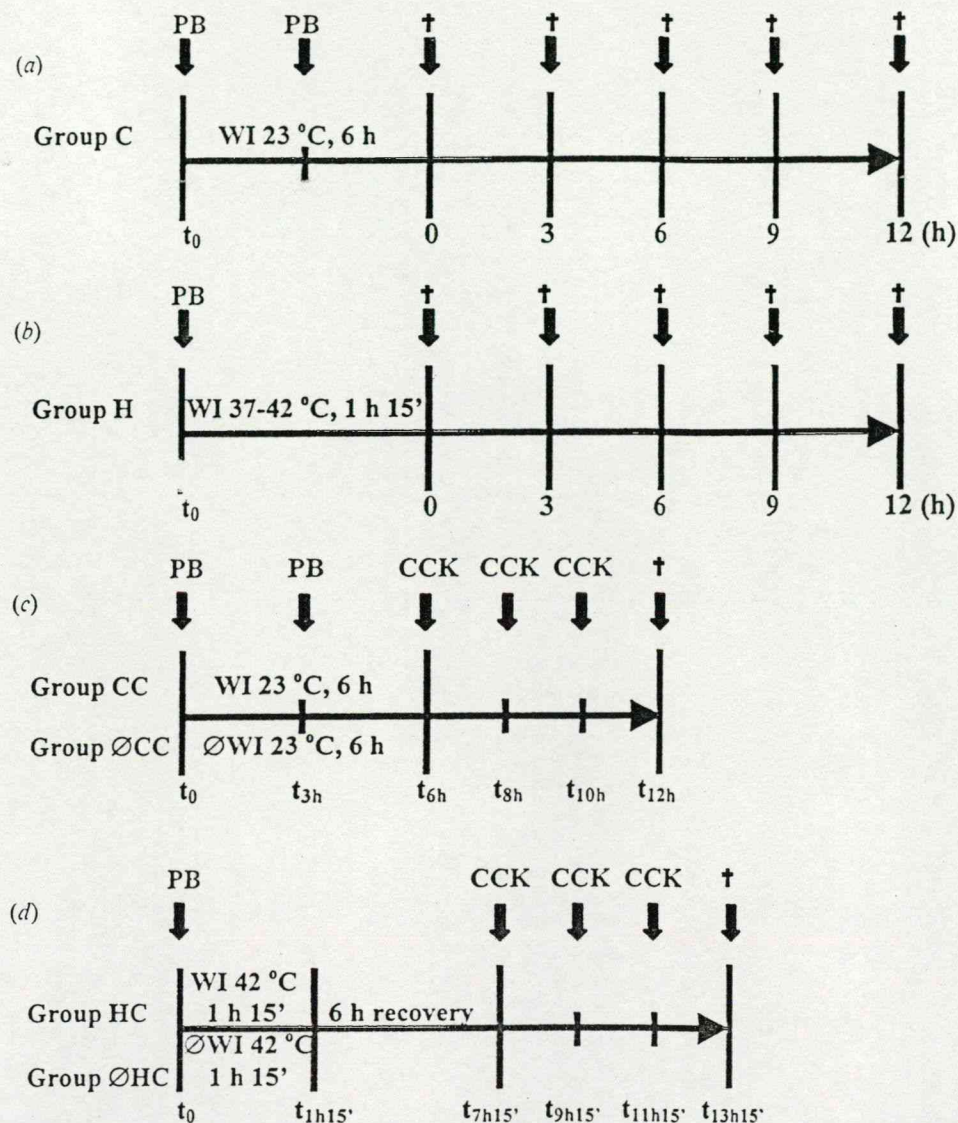 PB PB † † † † †
(a)
Group C WI 23 °C, 6 h
t0 0 3 6 9 12 (h)
PB † † † † †
(b)
Group H WI 37-42 °C, 1 h 15'
t0 0 3 6 9 12 (h)
PB PB CCK CCK CCK †
(c)
Group CC WI 23 °C, 6 h
Group ∅CC ∅WI 23 °C, 6 h
t0 t3h t6h t8h t10h t12h
PB CCK CCK CCK †
(d)
WI 42 °C
Group HC 1 h 15' 6 h recovery
∅WI 42 °C
Group ∅HC 1 h 15'
t0 t1h15' t7h15' t9h15' t11h15' t13h15'